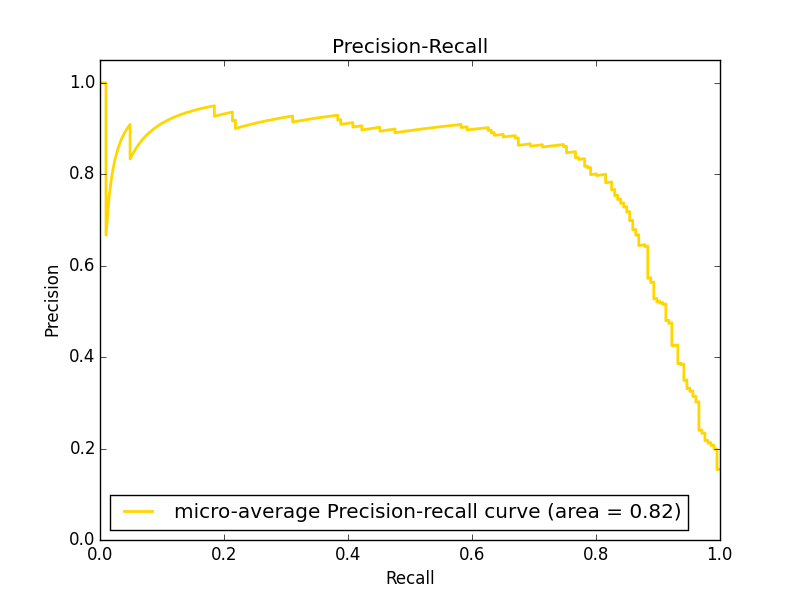 Precision-Recall
1.0
0.8
0.6
0.4
0.2
0.0
Precision
micro-average Precision-recall curve (area = 0.82)
0.0 0.2 0.4 0.6 0.8 1.0
Recall